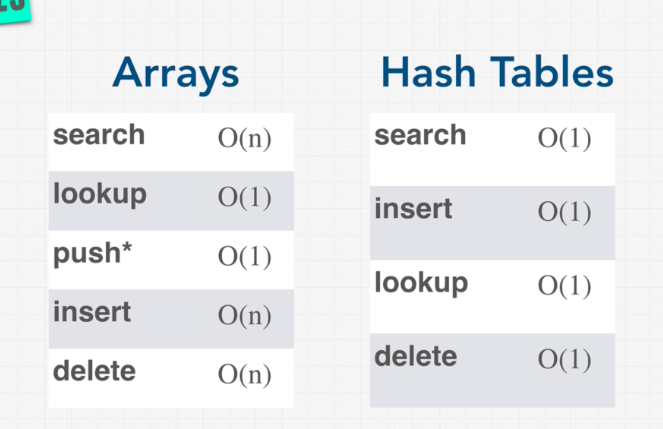 Arrays
search O(n)
lookup O(1)
push* O(1)
insert O(n)
delete O(n)
Hash Tables
search O(1)
insert O(1)
lookup O(1)
delete O(1)